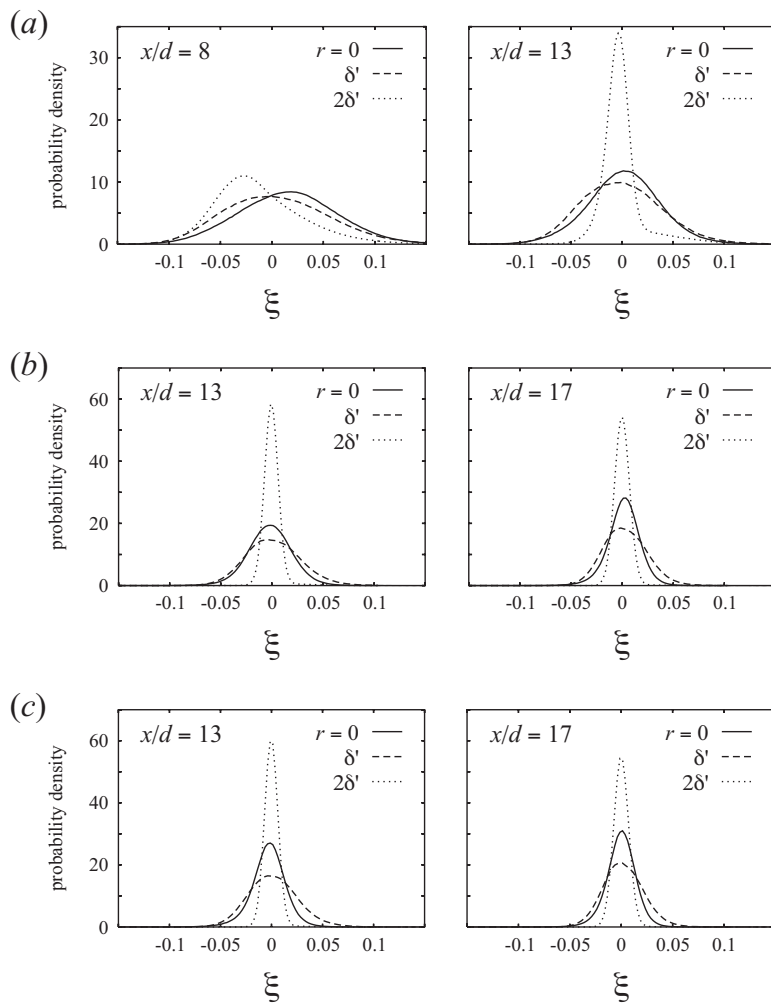 (a)
x/d = 8
r = 0
δ'
2δ'
probability density
30
20
10
0
-0.1 -0.05 0 0.05 0.1
ξ
x/d = 13
r = 0
δ'
2δ'
-0.1 -0.05 0 0.05 0.1
ξ
(b)
x/d = 13
r = 0
δ'
2δ'
probability density
60
40
20
0
-0.1 -0.05 0 0.05 0.1
ξ
x/d = 17
r = 0
δ'
2δ'
-0.1 -0.05 0 0.05 0.1
ξ
(c)
x/d = 13
r = 0
δ'
2δ'
probability density
60
40
20
0
-0.1 -0.05 0 0.05 0.1
ξ
x/d = 17
r = 0
δ'
2δ'
-0.1 -0.05 0 0.05 0.1
ξ